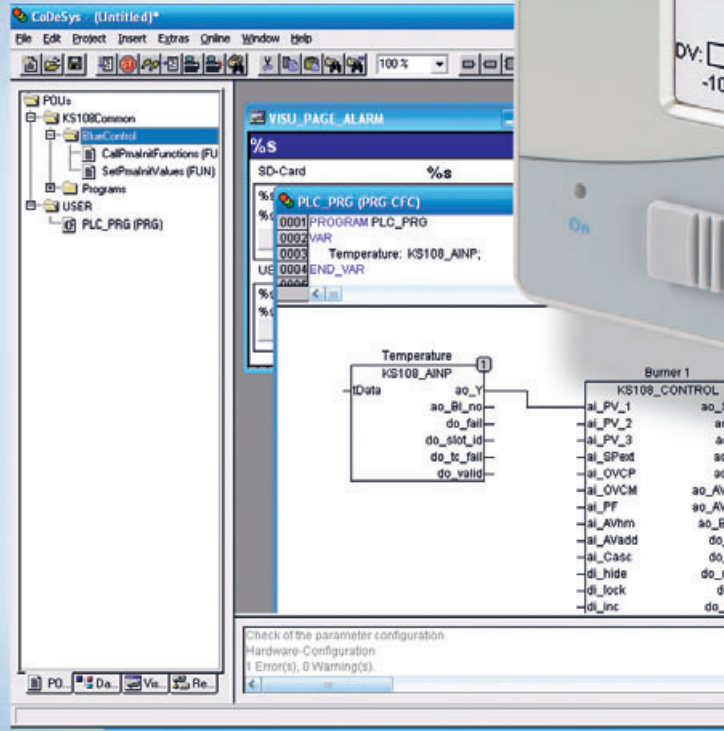 CoDeSys - (Untitled)*
File Edit Project Insert Extras Online Window Help
100 %
POUs
KS108Common
BlueControl
CallPmaInitFunctions (FU
SetPmaInitValues (FUN)
Programs
USER
PLC_PRG (PRG)
VISU_PAGE_ALARM
%s
SD-Card %s
%s
%s
PLC_PRG (PRG-CFC)
0001 PROGRAM PLC_PRG
0002 VAR
0003 Temperature: KS108_AINP;
0004 END_VAR
0005
%s
%s
Temperature
1
KS108_AINP
tData ao_Y
ao_Bl_no
do_fail
do_slot_id
do_tc_fail
do_valid
Burner 1
KS108_CONTROL
ai_PV_1
ai_PV_2
ai_PV_3
ai_SPext
ai_OVCP
ai_OVCM
ai_PF
ai_AVhm
ai_AVadd
ai_Casc
di_hide
di_lock
di_inc
Check of the parameter configuration
Hardware-Configuration
1 Error(s), 0 Warning(s).
PO... Da... Vis... Re...
DV:
-10
On